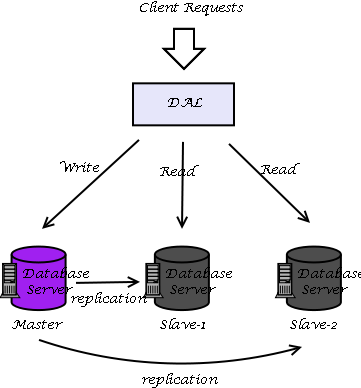 Client Requests
DAL
Write
Read
Read
Database
Server
Database
Server
Database
Server
replication
Master
Slave-1
Slave-2
replication